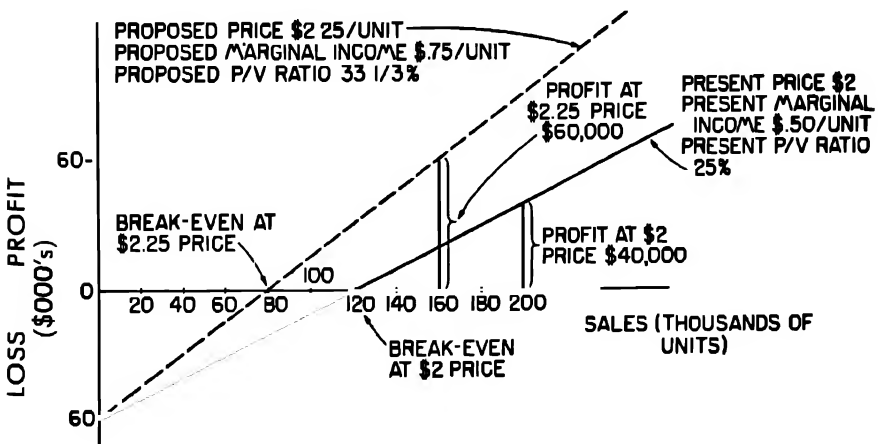 PROPOSED PRICE $2 25/UNIT
PROPOSED MARGINAL INCOME $.75/UNIT
PROPOSED P/V RATIO 33 1/3%
PROFIT AT
$2.25 PRICE
$60,000
PRESENT PRICE $2
PRESENT MARGINAL
INCOME $.50/UNIT
PRESENT P/V RATIO
25%
60-
BREAK-EVEN AT
$2.25 PRICE
PROFIT AT $2
PRICE $40,000
LOSS PROFIT
($000's)
100
0
20 40 60 80 120 140 160 180 200
SALES (THOUSANDS OF
UNITS)
BREAK-EVEN
AT $2 PRICE
60